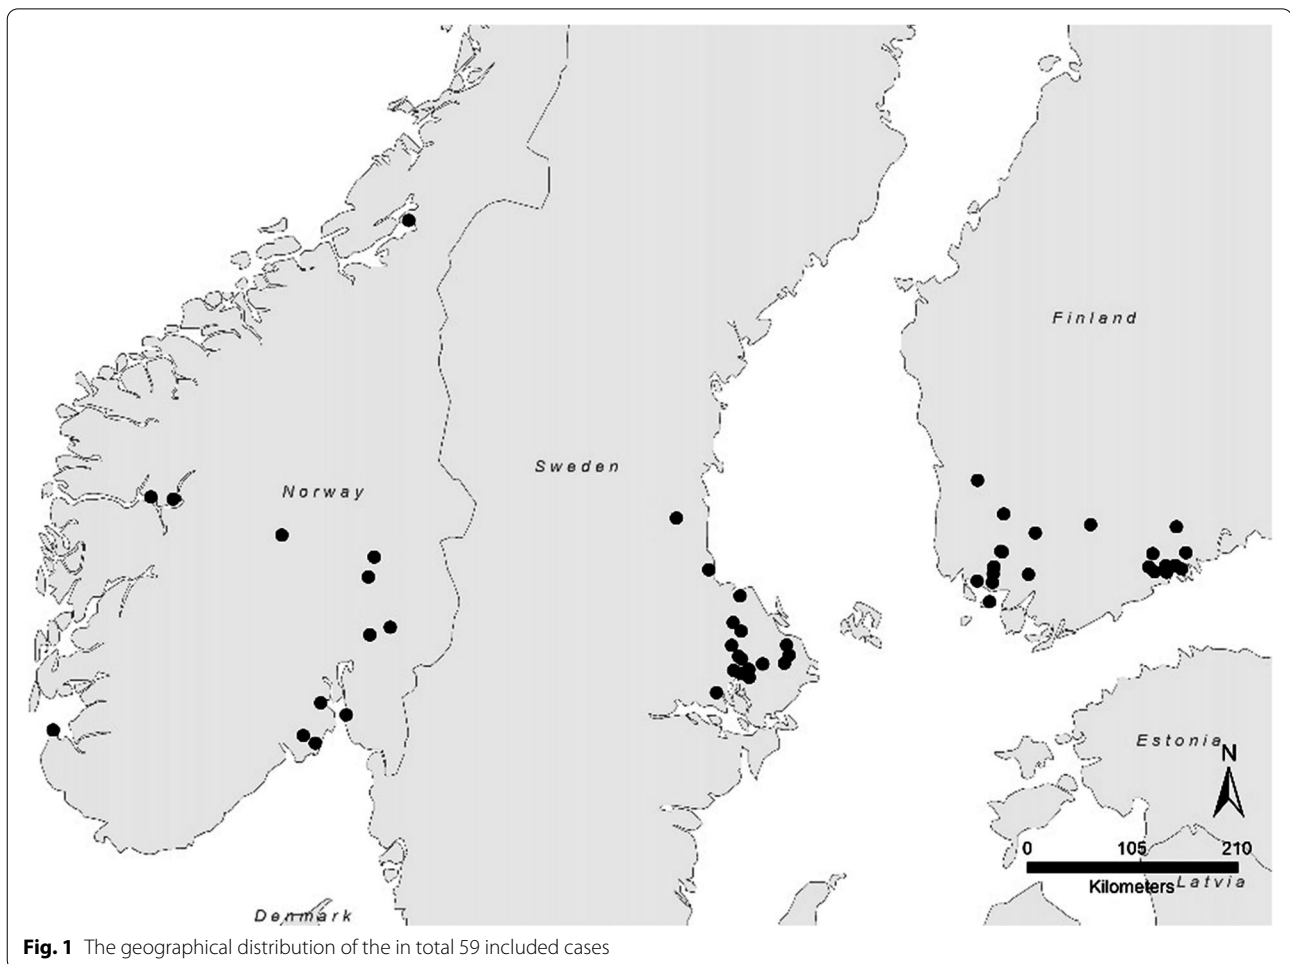 Finland
Sweden
Norway
Estonia
N
0 105 210
Kilometers
Latvia
Denmark
Fig. 1 The geographical distribution of the in total 59 included cases